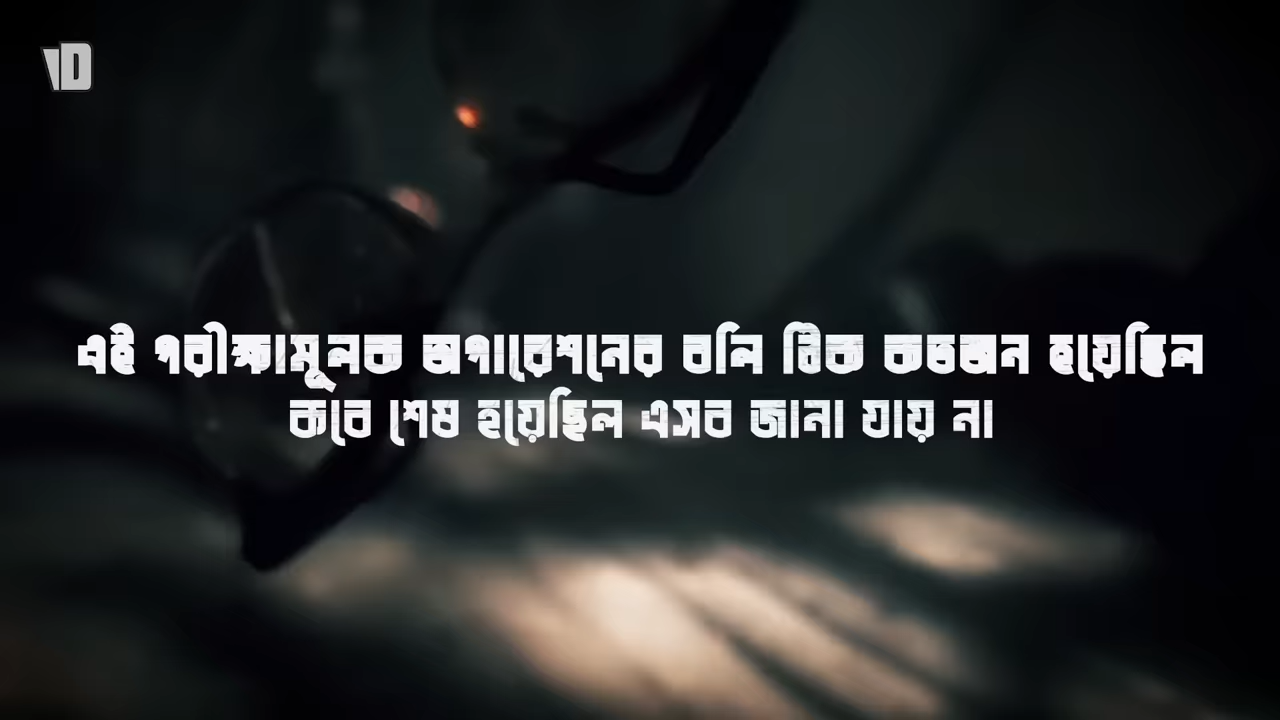 D
এই পরীক্ষামূলক অপারেশনের বলি ঠিক কতজন হয়েছিল
কবে শেষ হয়েছিল এসব জানা যায় না